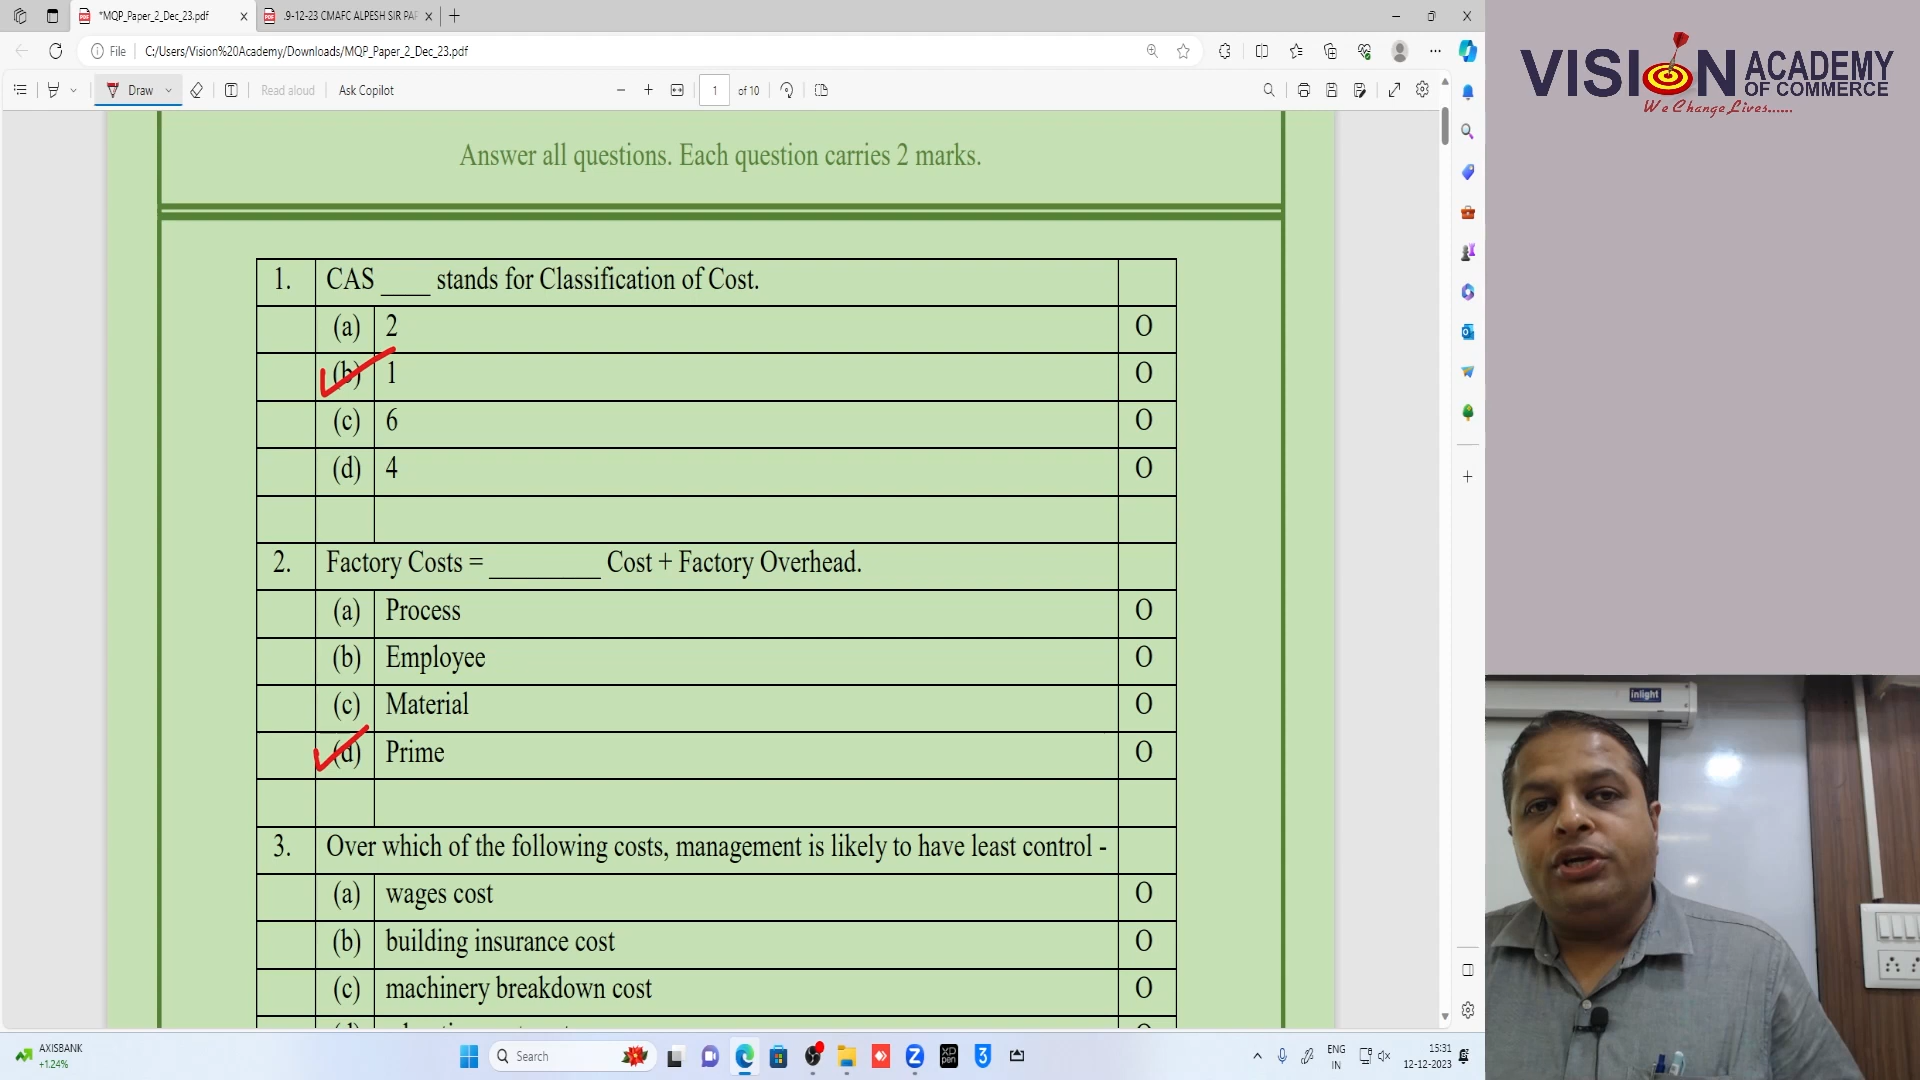 *MQP_Paper_2_Dec_23.pdf
.9-12-23 CMAFC ALPESH SIR PAP
File
C:/Users/Vision%20Academy/Downloads/MQP_Paper_2_Dec_23.pdf
Draw
Read aloud
Ask Copilot
1
of 10
VISION ACADEMY
OF COMMERCE
We Change Lives......
Answer all questions. Each question carries 2 marks.
1. CAS ____ stands for Classification of Cost.
(a) 2 O
(b) 1 O
(c) 6 O
(d) 4 O
2. Factory Costs = ________ Cost + Factory Overhead.
(a) Process O
(b) Employee O
(c) Material O
(d) Prime O
3. Over which of the following costs, management is likely to have least control -
(a) wages cost O
(b) building insurance cost O
(c) machinery breakdown cost O
inlight
AXISBANK
+1.24%
Search
ENG
IN
15:31
12-12-2023